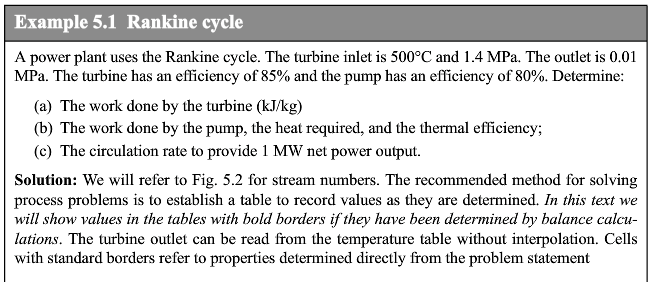 Example 5.1 Rankine cycle
A power plant uses the Rankine cycle. The turbine inlet is 500°C and 1.4 MPa. The outlet is 0.01
MPa. The turbine has an efficiency of 85% and the pump has an efficiency of 80%. Determine:
(a) The work done by the turbine (kJ/kg)
(b) The work done by the pump, the heat required, and the thermal efficiency;
(c) The circulation rate to provide 1 MW net power output.
Solution: We will refer to Fig. 5.2 for stream numbers. The recommended method for solving
process problems is to establish a table to record values as they are determined. In this text we
will show values in the tables with bold borders if they have been determined by balance calcu-
lations. The turbine outlet can be read from the temperature table without interpolation. Cells
with standard borders refer to properties determined directly from the problem statement